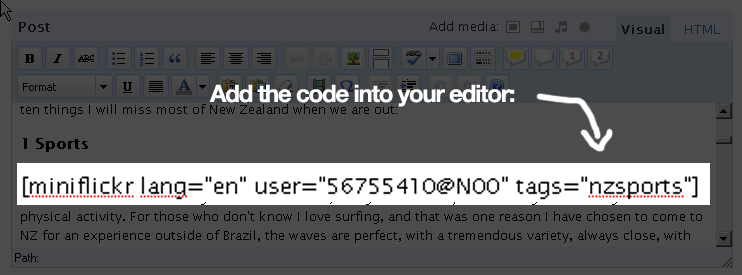 Post Add media: Visual HTML
B I ABC ABC
Format U A
ten things I will miss most of New Zealand when we are out:
Add the code into your editor:
1 Sports
[miniflickr lang="en" user="56755410@N00" tags="nzsports"]
physical activity. For those who don't know I love surfing, and that was one reason I have chosen to come to
NZ for an experience outside of Brazil, the waves are perfect, with a tremendous variety, always close, with
Path: